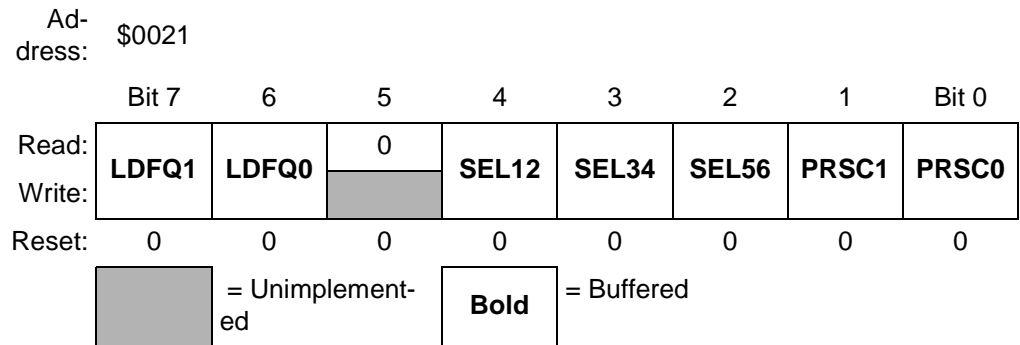 Ad-
dress: $0021
Bit 7 6 5 4 3 2 1 Bit 0
Read: LDFQ1 LDFQ0 0 SEL12 SEL34 SEL56 PRSC1 PRSC0
Write:
Reset: 0 0 0 0 0 0 0 0
= Unimplement-
ed
Bold = Buffered